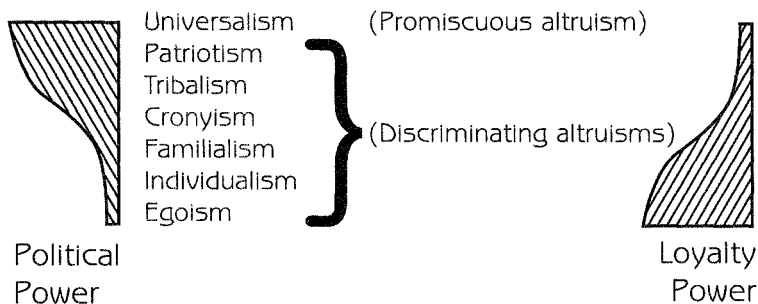 Universalism (Promiscuous altruism)
Patriotism
Tribalism
Cronyism
(Discriminating altruisms)
Familialism
Individualism
Egoism
Political
Power
Loyalty
Power